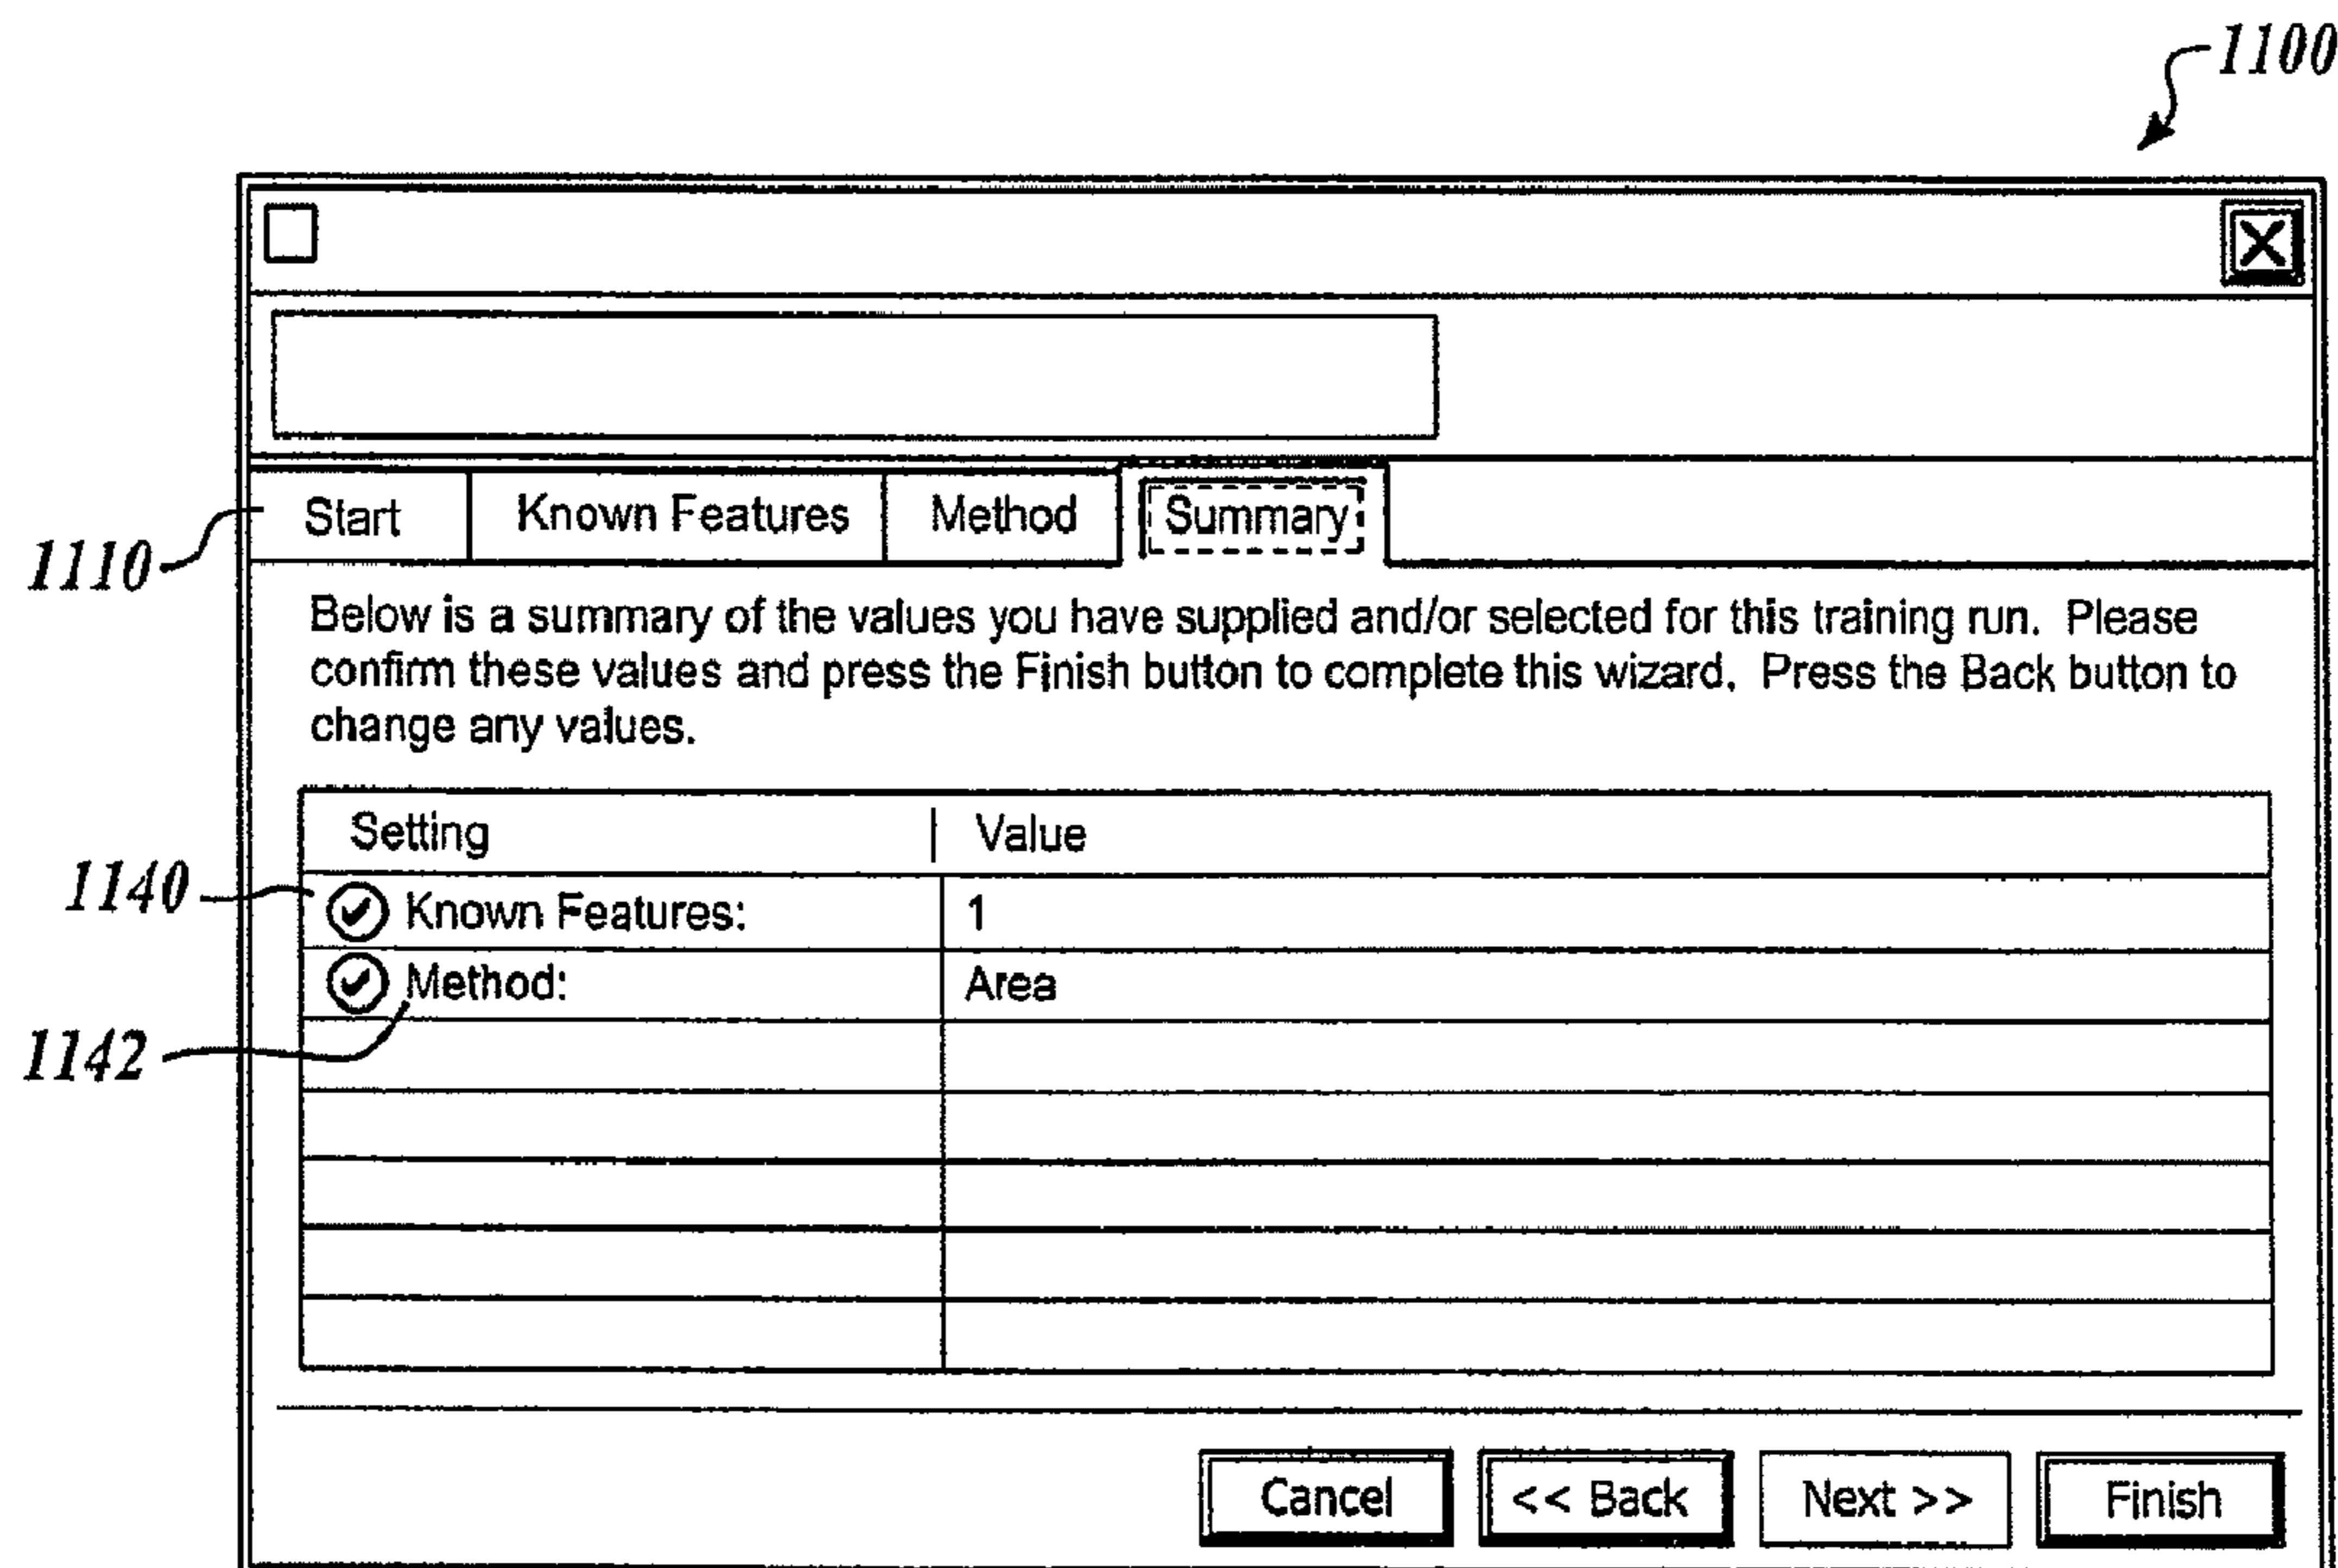 1100
Start Known Features Method Summary
1110
Below is a summary of the values you have supplied and/or selected for this training run. Please
confirm these values and press the Finish button to complete this wizard. Press the Back button to
change any values.
Setting Value
1140 Known Features: 1
Method: Area
1142
Cancel << Back Next >> Finish